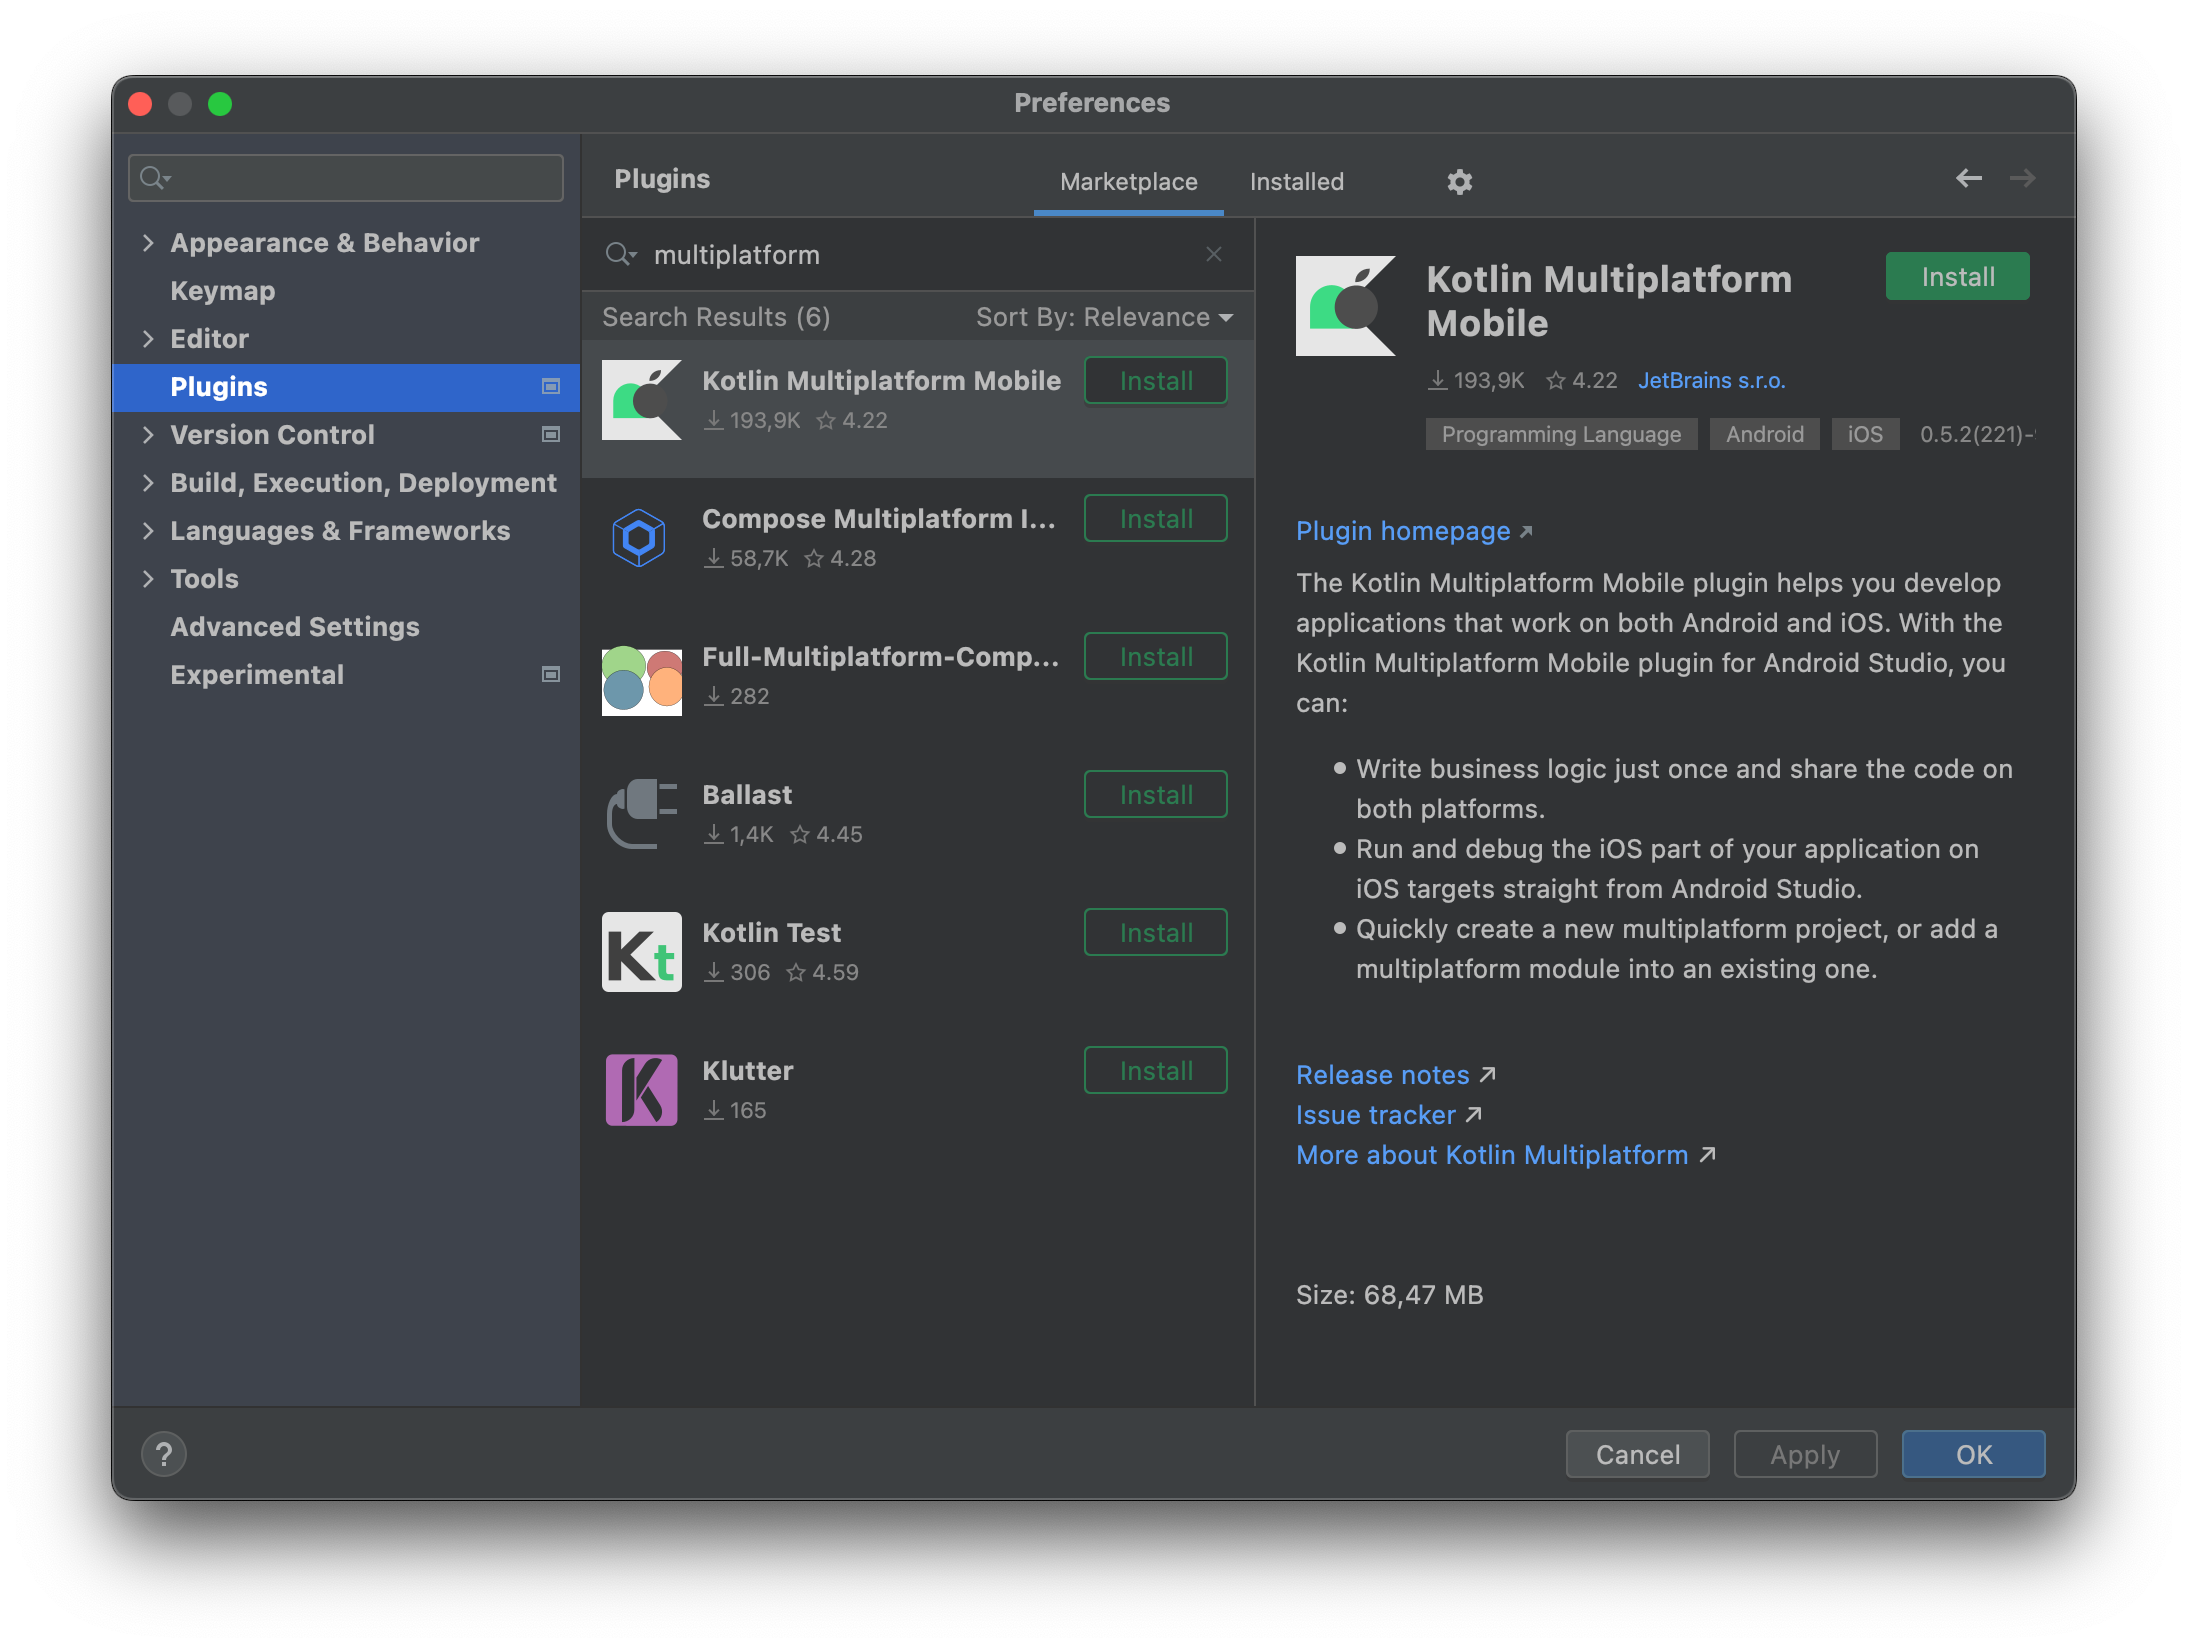 Preferences
Plugins
Marketplace
Installed
Appearance & Behavior
Keymap
Editor
Plugins
Version Control
Build, Execution, Deployment
Languages & Frameworks
Tools
Advanced Settings
Experimental
multiplatform
Search Results (6)
Sort By: Relevance
Kotlin Multiplatform Mobile
Install
193,9K
4.22
Compose Multiplatform I...
Install
58,7K
4.28
Full-Multiplatform-Comp...
Install
282
Ballast
Install
1,4K
4.45
Kt
Kotlin Test
Install
306
4.59
K
Klutter
Install
165
Kotlin Multiplatform
Mobile
Install
193,9K
4.22
JetBrains s.r.o.
Programming Language
Android
iOS
0.5.2(221)-
Plugin homepage
The Kotlin Multiplatform Mobile plugin helps you develop
applications that work on both Android and iOS. With the
Kotlin Multiplatform Mobile plugin for Android Studio, you
can:
Write business logic just once and share the code on
both platforms.
Run and debug the iOS part of your application on
iOS targets straight from Android Studio.
Quickly create a new multiplatform project, or add a
multiplatform module into an existing one.
Release notes
Issue tracker
More about Kotlin Multiplatform
Size: 68,47 MB
?
Cancel
Apply
OK